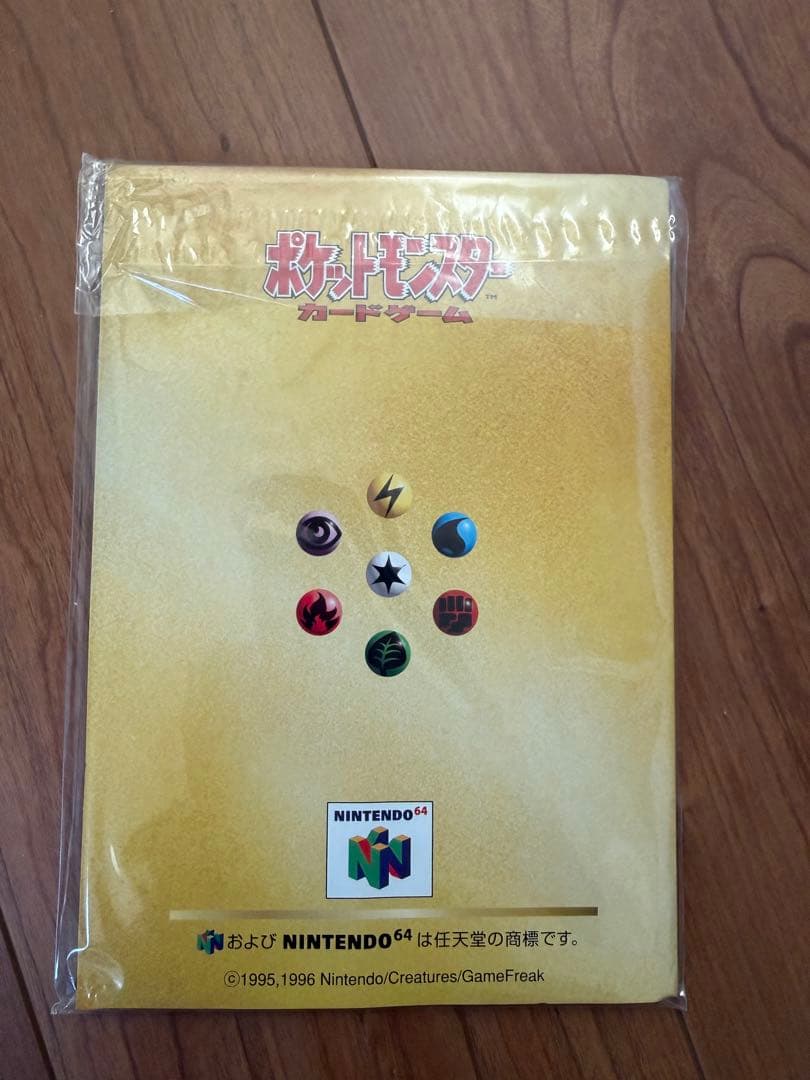 ポケットモンスター™
カードゲーム
NINTENDO64
およびNINTENDO64は任天堂の商標です。
©1995,1996 Nintendo/Creatures/GameFreak